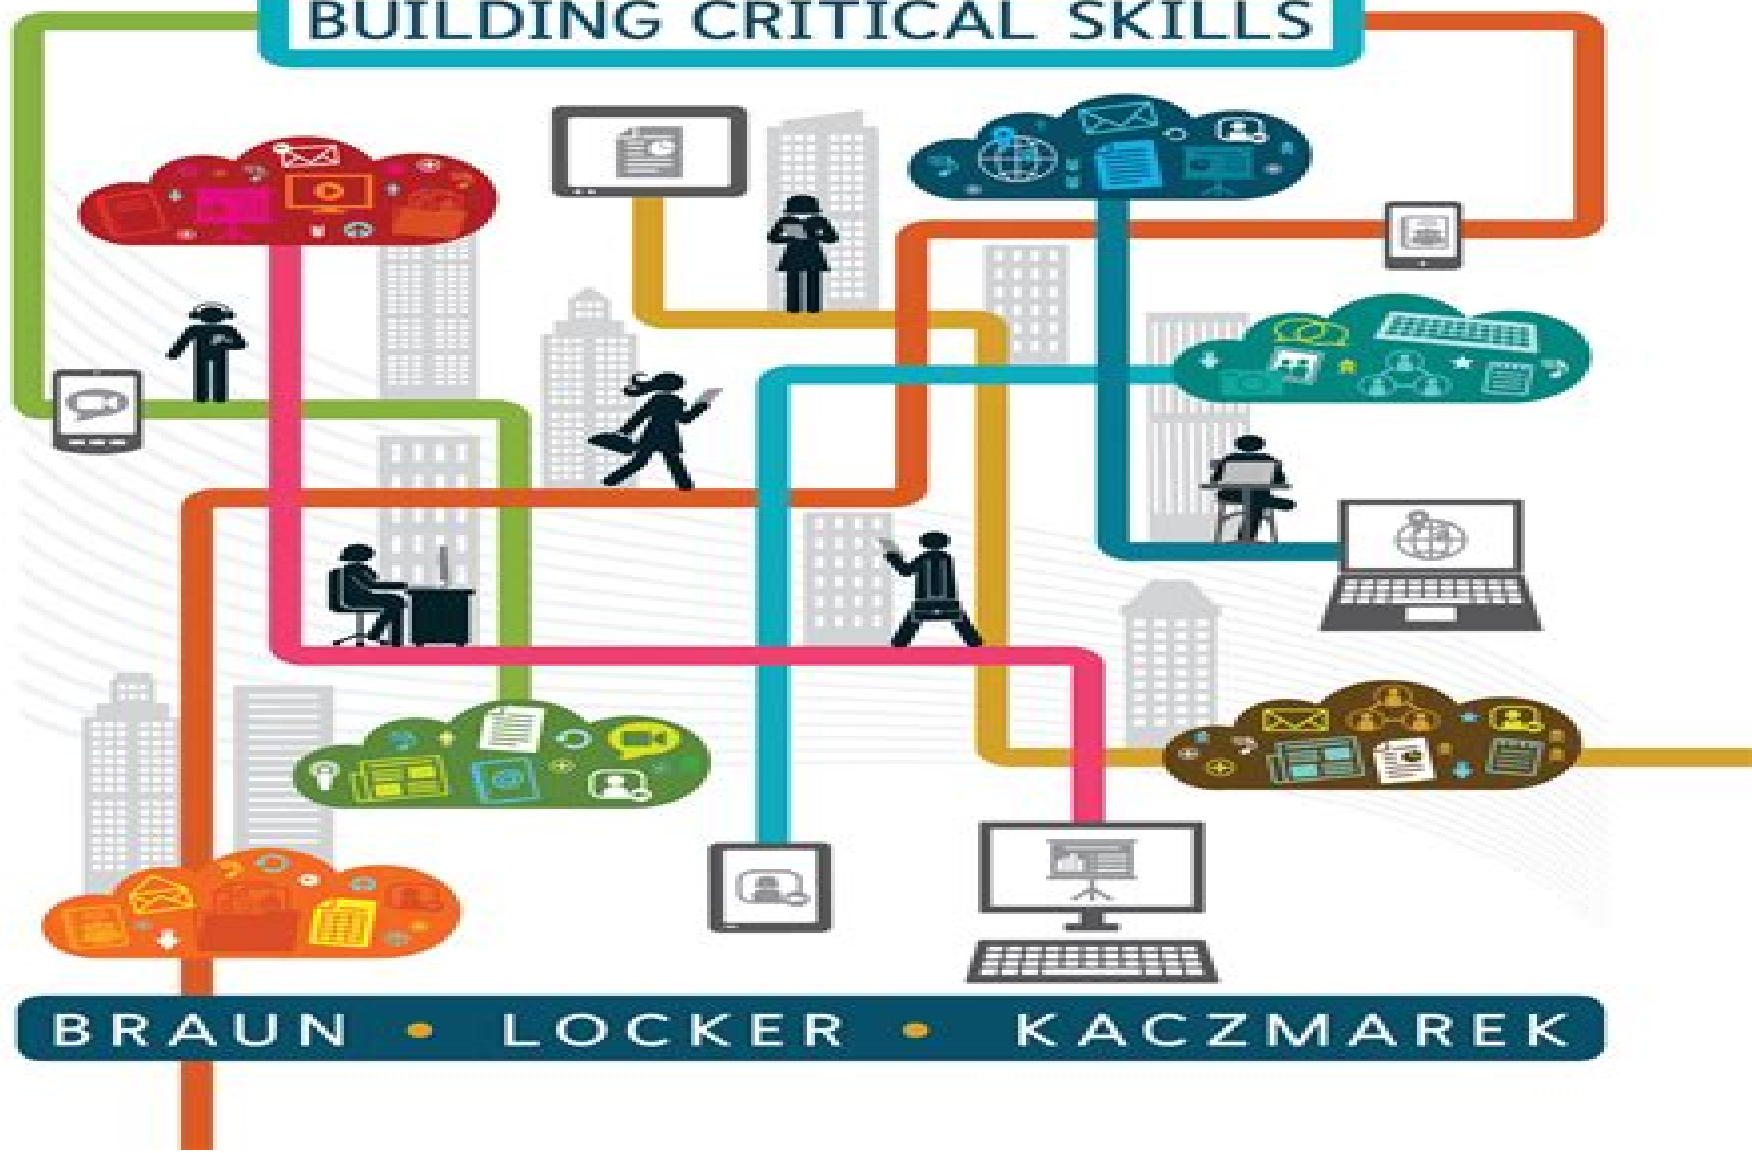 BUILDING CRITICAL SKILLS
BRAUN • LOCKER • KACZMAREK